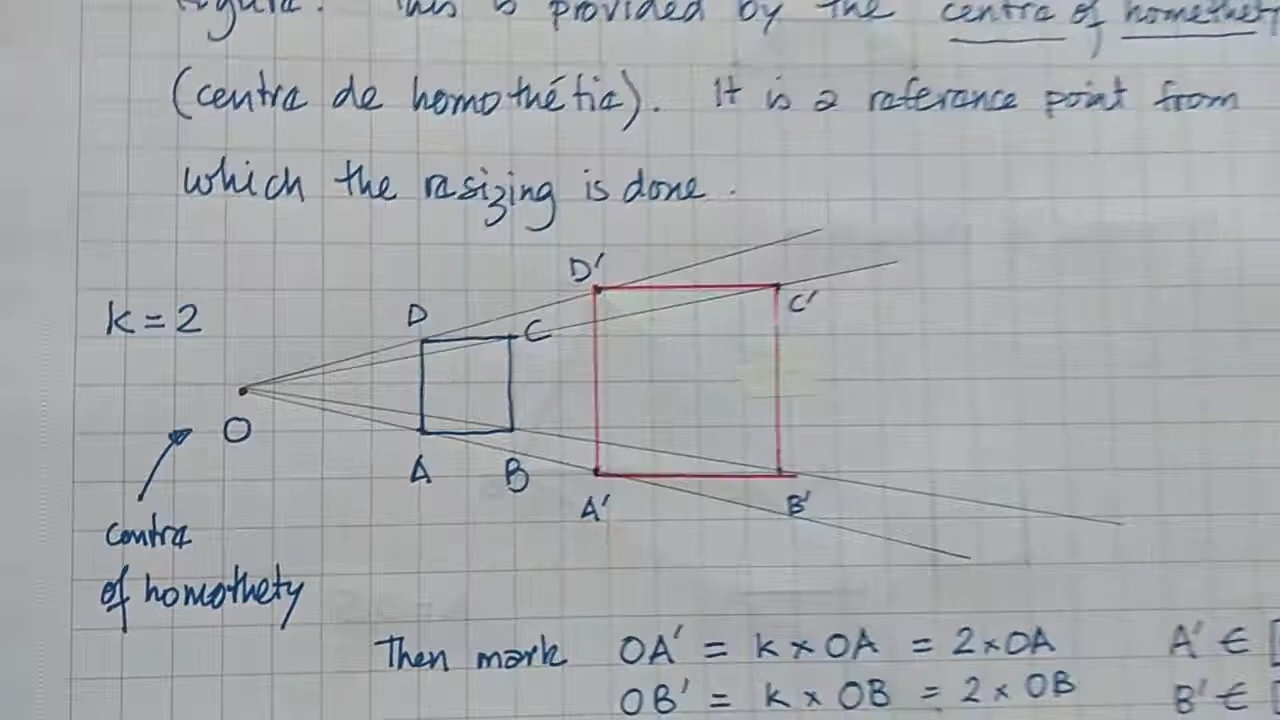 figure. This is provided by the centre of homothety
(centre de homothétie). It is a reference point from
which the resizing is done.
D'
C'
k = 2
D
C
O
A
B
A'
B'
centre
of homothety
Then mark OA' = k × OA = 2 × OA A' ∈ [
OB' = k × OB = 2 × OB B' ∈ [